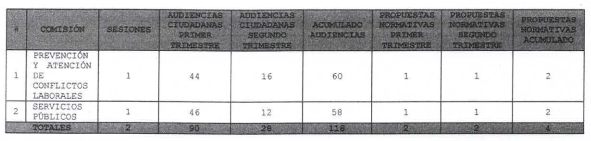 # COMISIÓN SESIONES AUDIENCIAS CIUDADANAS PRIMER TRIMESTRE AUDIENCIAS CIUDADANAS SEGUNDO TRIMESTRE ACUMULADO AUDIENCIAS PROPUESTAS NORMATIVAS PRIMER TRIMESTRE PROPUESTAS NORMATIVAS SEGUNDO TRIMESTRE PROPUESTAS NORMATIVAS ACUMULADO
1 PREVENCIÓN Y ATENCIÓN DE CONFLICTOS LABORALES 1 44 16 60 1 1 2
2 SERVICIOS PÚBLICOS 1 46 12 58 1 1 2
TOTALES 2 90 28 118 2 2 4